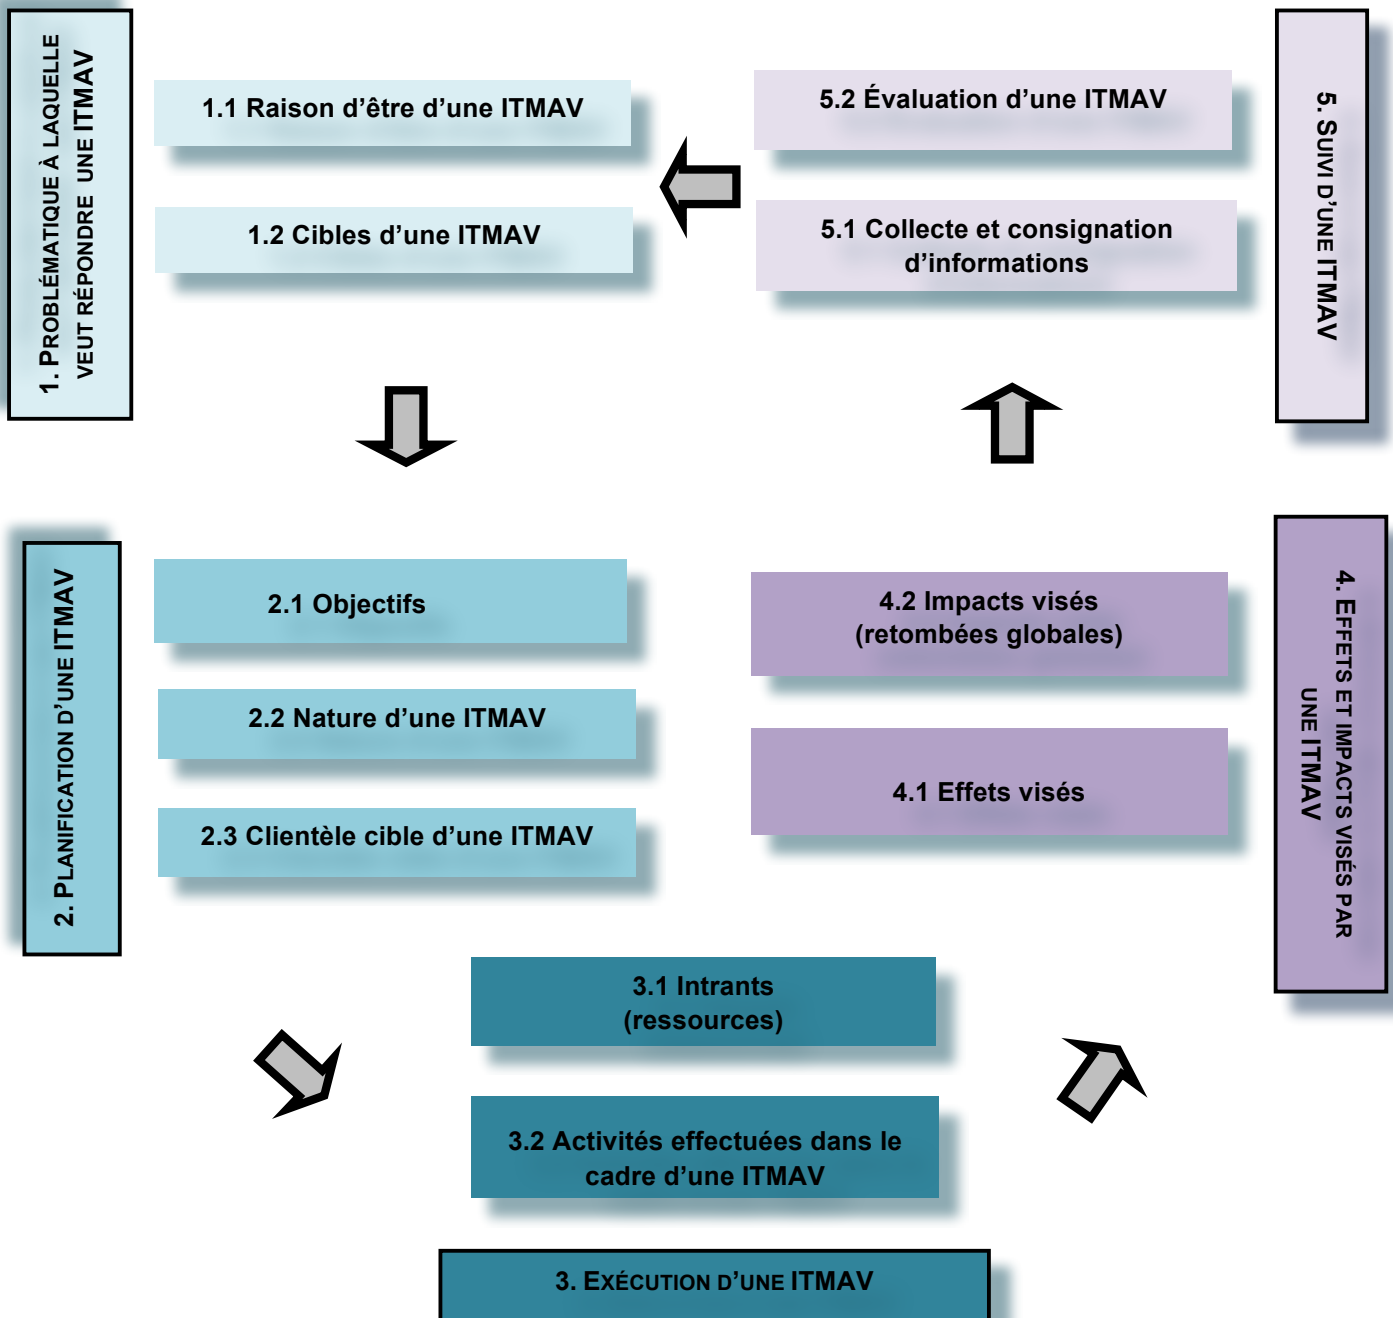 1. PROBLÉMATIQUE À LAQUELLE
VEUT RÉPONDRE UNE ITMAV
1.1 Raison d’être d’une ITMAV
1.2 Cibles d’une ITMAV
5.2 Évaluation d’une ITMAV
5.1 Collecte et consignation
d’informations
5. SUIVI D’UNE ITMAV
2. PLANIFICATION D’UNE ITMAV
2.1 Objectifs
2.2 Nature d’une ITMAV
2.3 Clientèle cible d’une ITMAV
4.2 Impacts visés
(retombées globales)
4.1 Effets visés
4. EFFETS ET IMPACTS VISÉS PAR
UNE ITMAV
3.1 Intrants
(ressources)
3.2 Activités effectuées dans le
cadre d’une ITMAV
3. EXÉCUTION D’UNE ITMAV